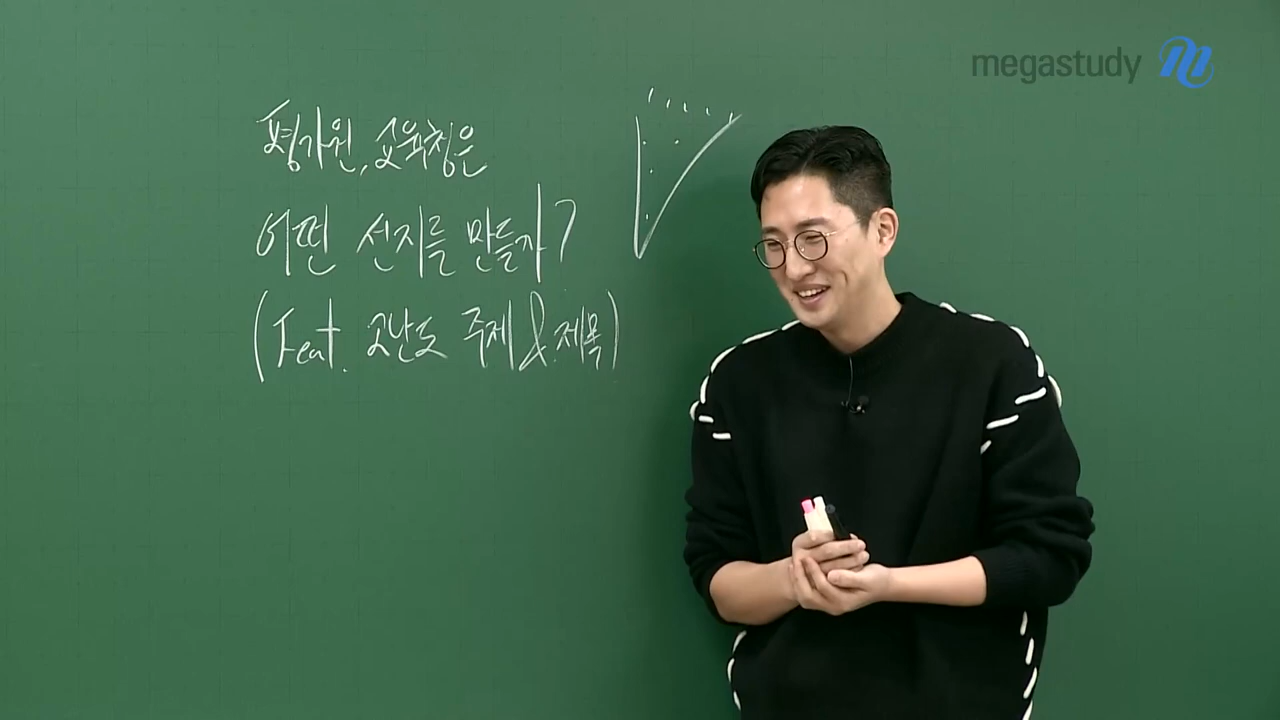 평가원, 교육청은
어떤 선지를 만들까?
(Feat. 고난도 주제 & 제목)
megastudy